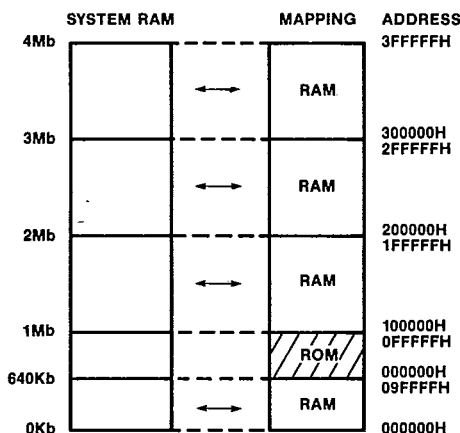 SYSTEM RAM MAPPING ADDRESS
4Mb 3FFFFFH
RAM
300000H
3Mb 2FFFFFH
RAM
200000H
2Mb 1FFFFFH
RAM
100000H
1Mb 0FFFFFH
ROM
000000H
640Kb 09FFFFH
RAM
0Kb 000000H